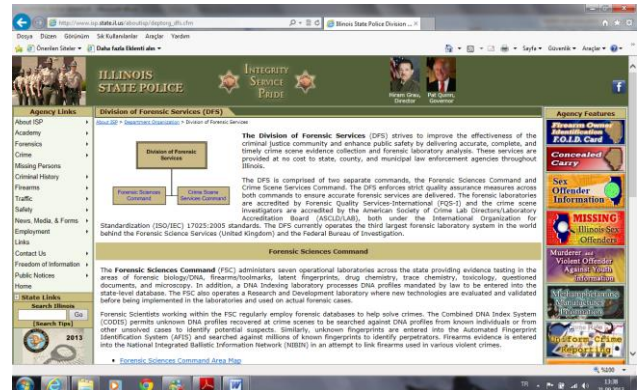 http://www.isp.state.il.us/aboutisp/deptorg_dfs.cfm
Illinois State Police Division ...
Dosya Düzen Görünüm Sık Kullanılanlar Araçlar Yardım
Önerilen Siteler Daha fazla Eklenti alın
Sayfa Güvenlik Araçlar
ILLINOIS
STATE POLICE
INTEGRITY
SERVICE
PRIDE
Hiram Grau,
Director
Pat Quinn,
Governor
Agency Links
About ISP
Academy
Forensics
Crime
Missing Persons
Criminal History
Firearms
Traffic
Safety
News, Media, & Forms
Employment
Links
Contact Us
Freedom of Information
Public Notices
Home
State Links
Search Illinois
Go
[Search Tips]
2013
Division of Forensic Services (DFS)
About ISP > Department Organization > Division of Forensic Services
Division of Forensic
Services
Forensic Sciences
Command
Crime Scene
Services Command
The Division of Forensic Services (DFS) strives to improve the effectiveness of the
criminal justice community and enhance public safety by delivering accurate, complete, and
timely crime scene evidence collection and forensic laboratory analysis. These services are
provided at no cost to state, county, and municipal law enforcement agencies throughout
Illinois.
The DFS is comprised of two separate commands, the Forensic Sciences Command and
Crime Scene Services Command. The DFS enforces strict quality assurance measures across
both commands to ensure accurate forensic services are delivered. The forensic laboratories
are accredited by Forensic Quality Services-International (FQS-I) and the crime scene
investigators are accredited by the American Society of Crime Lab Directors/Laboratory
Accreditation Board (ASCLD/LAB), both under the International Organization for
Standardization (ISO/IEC) 17025:2005 standards. The DFS currently operates the third largest forensic laboratory system in the world
behind the Forensic Science Services (United Kingdom) and the Federal Bureau of Investigation.
Forensic Sciences Command
The Forensic Sciences Command (FSC) administers seven operational laboratories across the state providing evidence testing in the
areas of forensic biology/DNA, firearms/toolmarks, latent fingerprints, drug chemistry, trace chemistry, toxicology, questioned
documents, and microscopy. In addition, a DNA Indexing laboratory processes DNA profiles mandated by law to be entered into the
state-level database. The FSC also operates a Research and Development laboratory where new technologies are evaluated and validated
before being implemented in the laboratories and used on actual forensic cases.
Forensic Scientists working within the FSC regularly employ forensic databases to help solve crimes. The Combined DNA Index System
(CODIS) permits unknown DNA profiles recovered at crime scenes to be searched against DNA profiles from known individuals or from
other unsolved cases to identify potential suspects. Similarly, unknown fingerprints are entered into the Automated Fingerprint
Identification System (AFIS) and searched against millions of known fingerprints to identify perpetrators. Firearms evidence is entered
into the National Integrated Ballistic Information Network (NIBIN) in an attempt to link firearms used in various violent crimes.
Forensic Sciences Command Area Map
Agency Features
Firearm Owner
Identification
F.O.I.D. Card
Concealed
Carry
Sex
Offender
Information
MISSING
Illinois Sex
Offenders
Murderer and
Violent Offender
Against Youth
Information
Methamphetamine
Manufacturer
Uniform Crime
Reporting
%100
TR
13:38